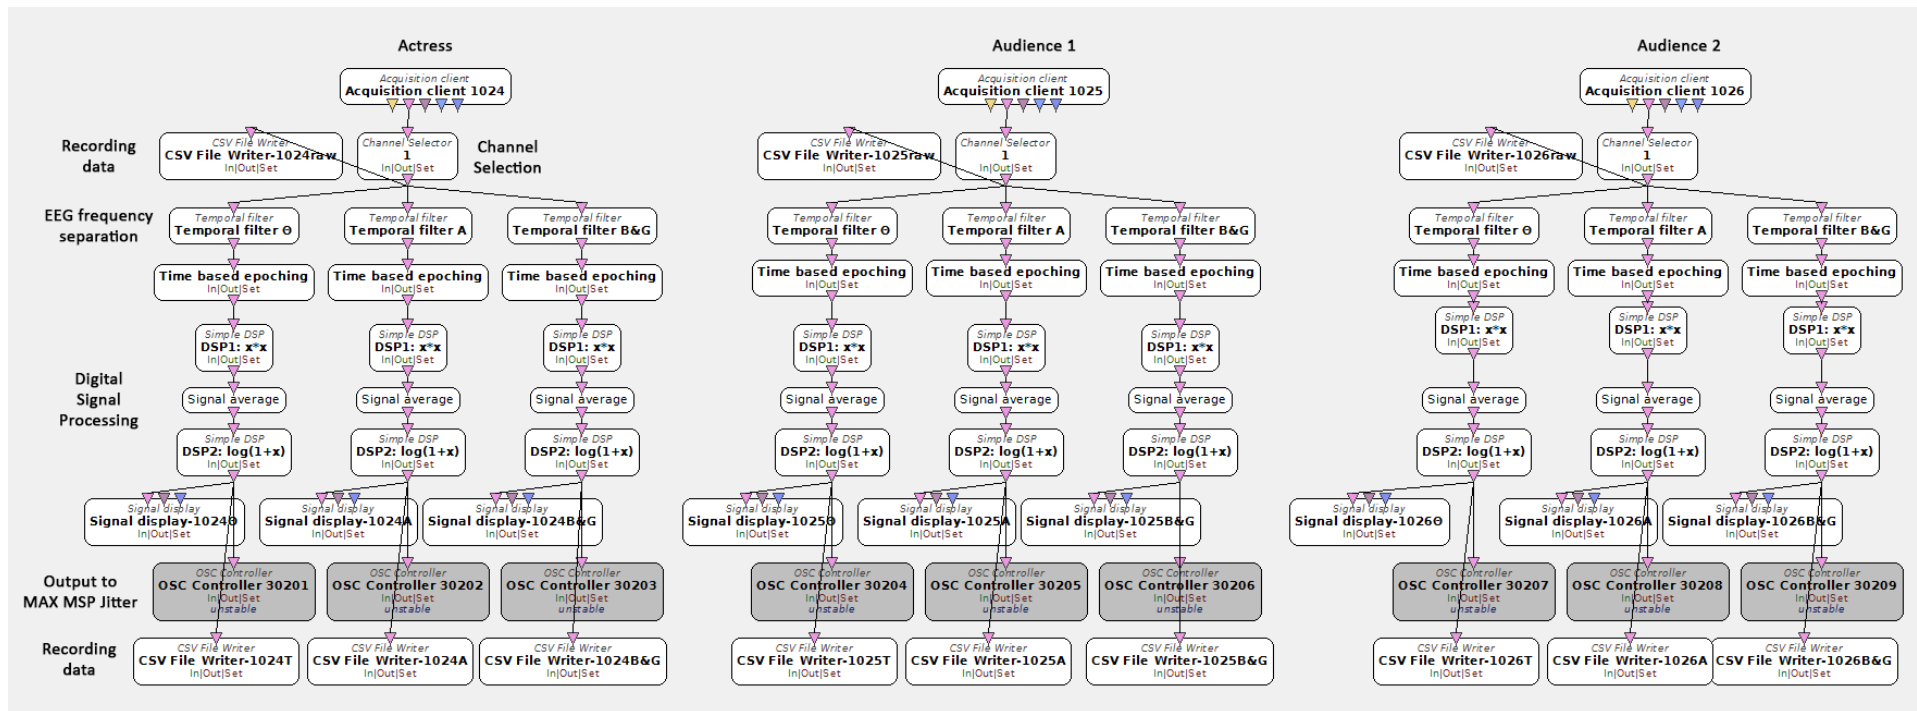 Actress
Audience 1
Audience 2
Acquisition client
Acquisition client 1024
Acquisition client
Acquisition client 1025
Acquisition client
Acquisition client 1026
Recording
data
CSV File Writer
CSV File Writer-1024raw
In|Out|Set
Channel Selector
1
In|Out|Set
Channel
Selection
CSV File Writer
CSV File Writer-1025raw
In|Out|Set
Channel Selector
1
In|Out|Set
CSV File Writer
CSV File Writer-1026raw
In|Out|Set
Channel Selector
1
In|Out|Set
EEG frequency
separation
Temporal filter
Temporal filter Θ
Temporal filter
Temporal filter A
Temporal filter
Temporal filter B&G
Temporal filter
Temporal filter Θ
Temporal filter
Temporal filter A
Temporal filter
Temporal filter B&G
Temporal filter
Temporal filter Θ
Temporal filter
Temporal filter A
Temporal filter
Temporal filter B&G
Time based epoching
In|Out|Set
Time based epoching
In|Out|Set
Time based epoching
In|Out|Set
Time based epoching
In|Out|Set
Time based epoching
In|Out|Set
Time based epoching
In|Out|Set
Time based epoching
In|Out|Set
Time based epoching
In|Out|Set
Time based epoching
In|Out|Set
Digital
Signal
Processing
Simple DSP
DSP1: x*x
In|Out|Set
Simple DSP
DSP1: x*x
In|Out|Set
Simple DSP
DSP1: x*x
In|Out|Set
Simple DSP
DSP1: x*x
In|Out|Set
Simple DSP
DSP1: x*x
In|Out|Set
Simple DSP
DSP1: x*x
In|Out|Set
Simple DSP
DSP1: x*x
In|Out|Set
Simple DSP
DSP1: x*x
In|Out|Set
Simple DSP
DSP1: x*x
In|Out|Set
Signal average
Signal average
Signal average
Signal average
Signal average
Signal average
Signal average
Signal average
Signal average
Simple DSP
DSP2: log(1+x)
In|Out|Set
Simple DSP
DSP2: log(1+x)
In|Out|Set
Simple DSP
DSP2: log(1+x)
In|Out|Set
Simple DSP
DSP2: log(1+x)
In|Out|Set
Simple DSP
DSP2: log(1+x)
In|Out|Set
Simple DSP
DSP2: log(1+x)
In|Out|Set
Simple DSP
DSP2: log(1+x)
In|Out|Set
Simple DSP
DSP2: log(1+x)
In|Out|Set
Simple DSP
DSP2: log(1+x)
In|Out|Set
Signal display
Signal display-1024Θ
In|Out|Set
Signal display
Signal display-1024A
In|Out|Set
Signal display
Signal display-1024B&G
In|Out|Set
Signal display
Signal display-1025Θ
In|Out|Set
Signal display
Signal display-1025A
In|Out|Set
Signal display
Signal display-1025B&G
In|Out|Set
Signal display
Signal display-1026Θ
In|Out|Set
Signal display
Signal display-1026A
In|Out|Set
Signal display
Signal display-1026B&G
In|Out|Set
Output to
MAX MSP Jitter
OSC Controller
OSC Controller 30201
In|Out|Set
unstable
OSC Controller
OSC Controller 30202
In|Out|Set
unstable
OSC Controller
OSC Controller 30203
In|Out|Set
unstable
OSC Controller
OSC Controller 30204
In|Out|Set
unstable
OSC Controller
OSC Controller 30205
In|Out|Set
unstable
OSC Controller
OSC Controller 30206
In|Out|Set
unstable
OSC Controller
OSC Controller 30207
In|Out|Set
unstable
OSC Controller
OSC Controller 30208
In|Out|Set
unstable
OSC Controller
OSC Controller 30209
In|Out|Set
unstable
Recording
data
CSV File Writer
CSV File Writer-1024T
In|Out|Set
CSV File Writer
CSV File Writer-1024A
In|Out|Set
CSV File Writer
CSV File Writer-1024B&G
In|Out|Set
CSV File Writer
CSV File Writer-1025T
In|Out|Set
CSV File Writer
CSV File Writer-1025A
In|Out|Set
CSV File Writer
CSV File Writer-1025B&G
In|Out|Set
CSV File Writer
CSV File Writer-1026T
In|Out|Set
CSV File Writer
CSV File Writer-1026A
In|Out|Set
CSV File Writer
CSV File Writer-1026B&G
In|Out|Set